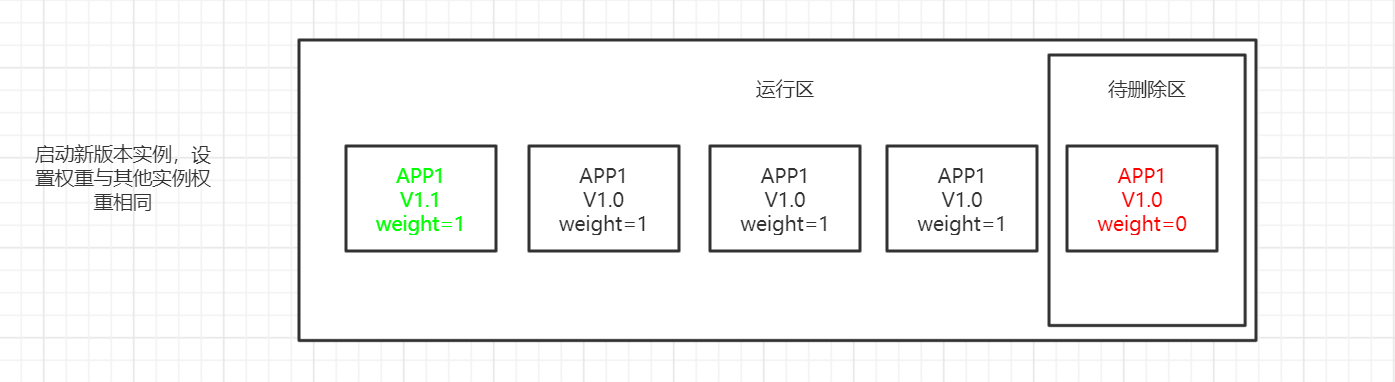 启动新版本实例，设
置权重与其他实例权
重相同
运行区
待删除区
APP1
V1.1
weight=1
APP1
V1.0
weight=1
APP1
V1.0
weight=1
APP1
V1.0
weight=1
APP1
V1.0
weight=0